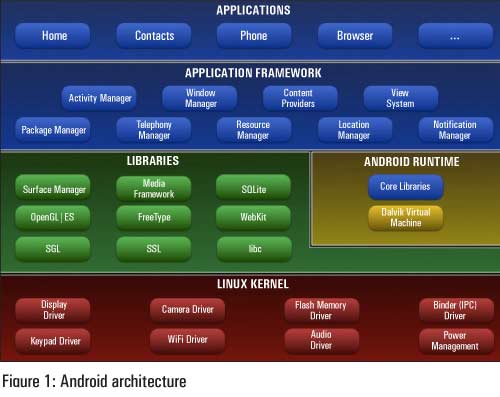 APPLICATIONS
Home Contacts Phone Browser ...
APPLICATION FRAMEWORK
Activity Manager Window Manager Content Providers View System
Package Manager Telephony Manager Resource Manager Location Manager Notification Manager
LIBRARIES
Surface Manager Media Framework SQLite
OpenGL | ES FreeType WebKit
SGL SSL libc
ANDROID RUNTIME
Core Libraries
Dalvik Virtual Machine
LINUX KERNEL
Display Driver Camera Driver Flash Memory Driver Binder (IPC) Driver
Keypad Driver WiFi Driver Audio Driver Power Management
Figure 1: Android architecture